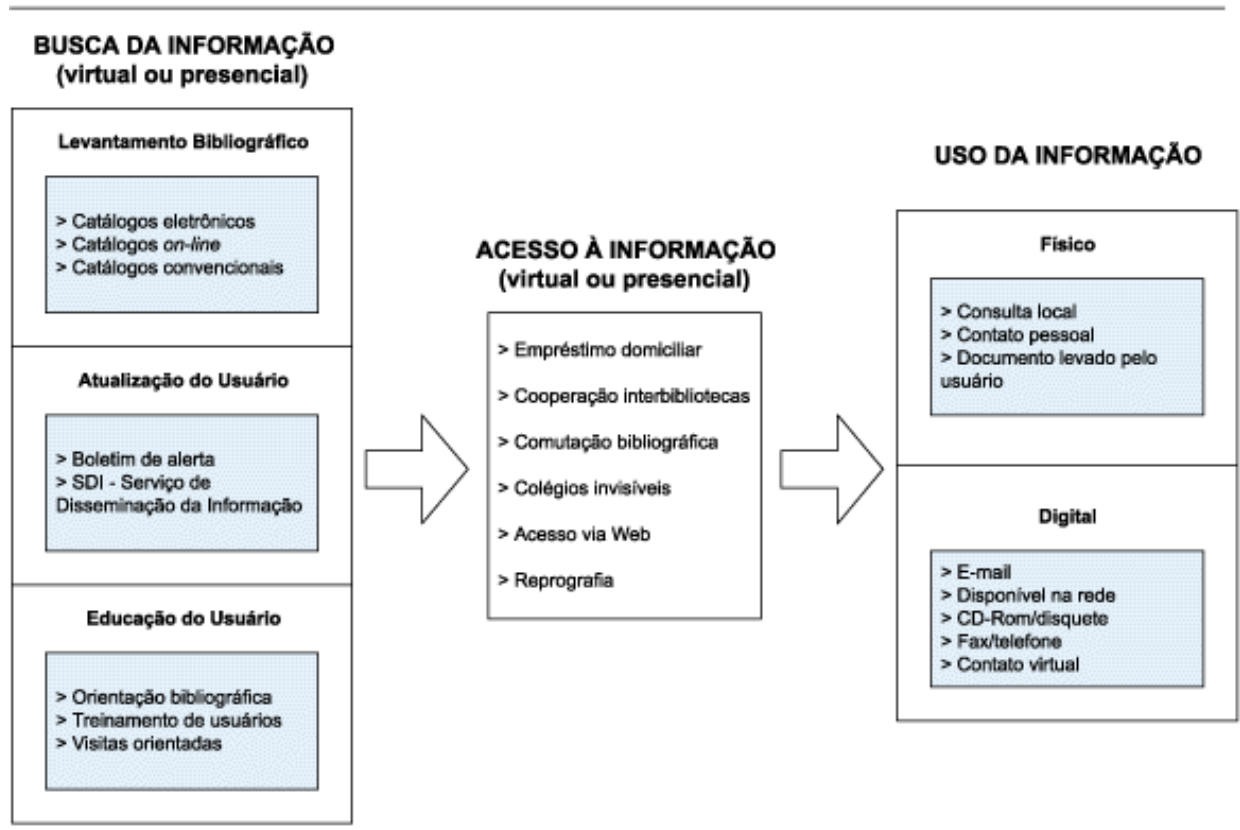 BUSCA DA INFORMAÇÃO
(virtual ou presencial)
Levantamento Bibliográfico
> Catálogos eletrônicos
> Catálogos on-line
> Catálogos convencionais
Atualização do Usuário
> Boletim de alerta
> SDI - Serviço de
Disseminação da Informação
Educação do Usuário
> Orientação bibliográfica
> Treinamento de usuários
> Visitas orientadas
ACESSO À INFORMAÇÃO
(virtual ou presencial)
> Empréstimo domiciliar
> Cooperação interbibliotecas
> Comutação bibliográfica
> Colégios invisíveis
> Acesso via Web
> Reprografia
USO DA INFORMAÇÃO
Físico
> Consulta local
> Contato pessoal
> Documento levado pelo
usuário
Digital
> E-mail
> Disponível na rede
> CD-Rom/disquete
> Fax/telefone
> Contato virtual